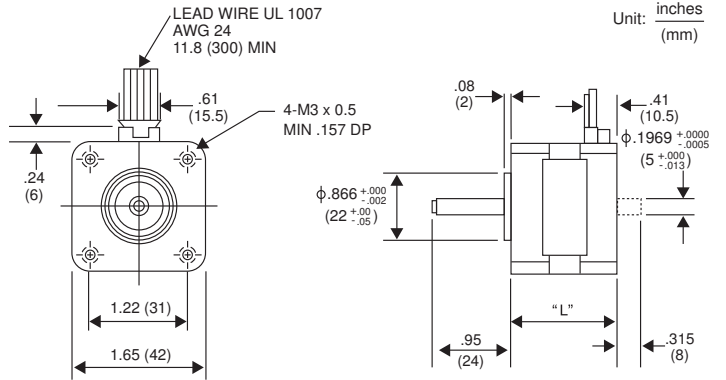 LEAD WIRE UL 1007
AWG 24
11.8 (300) MIN
Unit: inches
(mm)
.61
(15.5)
4-M3 x 0.5
MIN .157 DP
.24
(6)
1.22 (31)
1.65 (42)
.08
(2)
.41
(10.5)
ϕ.1969 +.0000 -.0005
(5 +.000 -.013)
ϕ.866 +.000 -.002
(22 +.00 -.05)
“L”
.95
(24)
.315
(8)